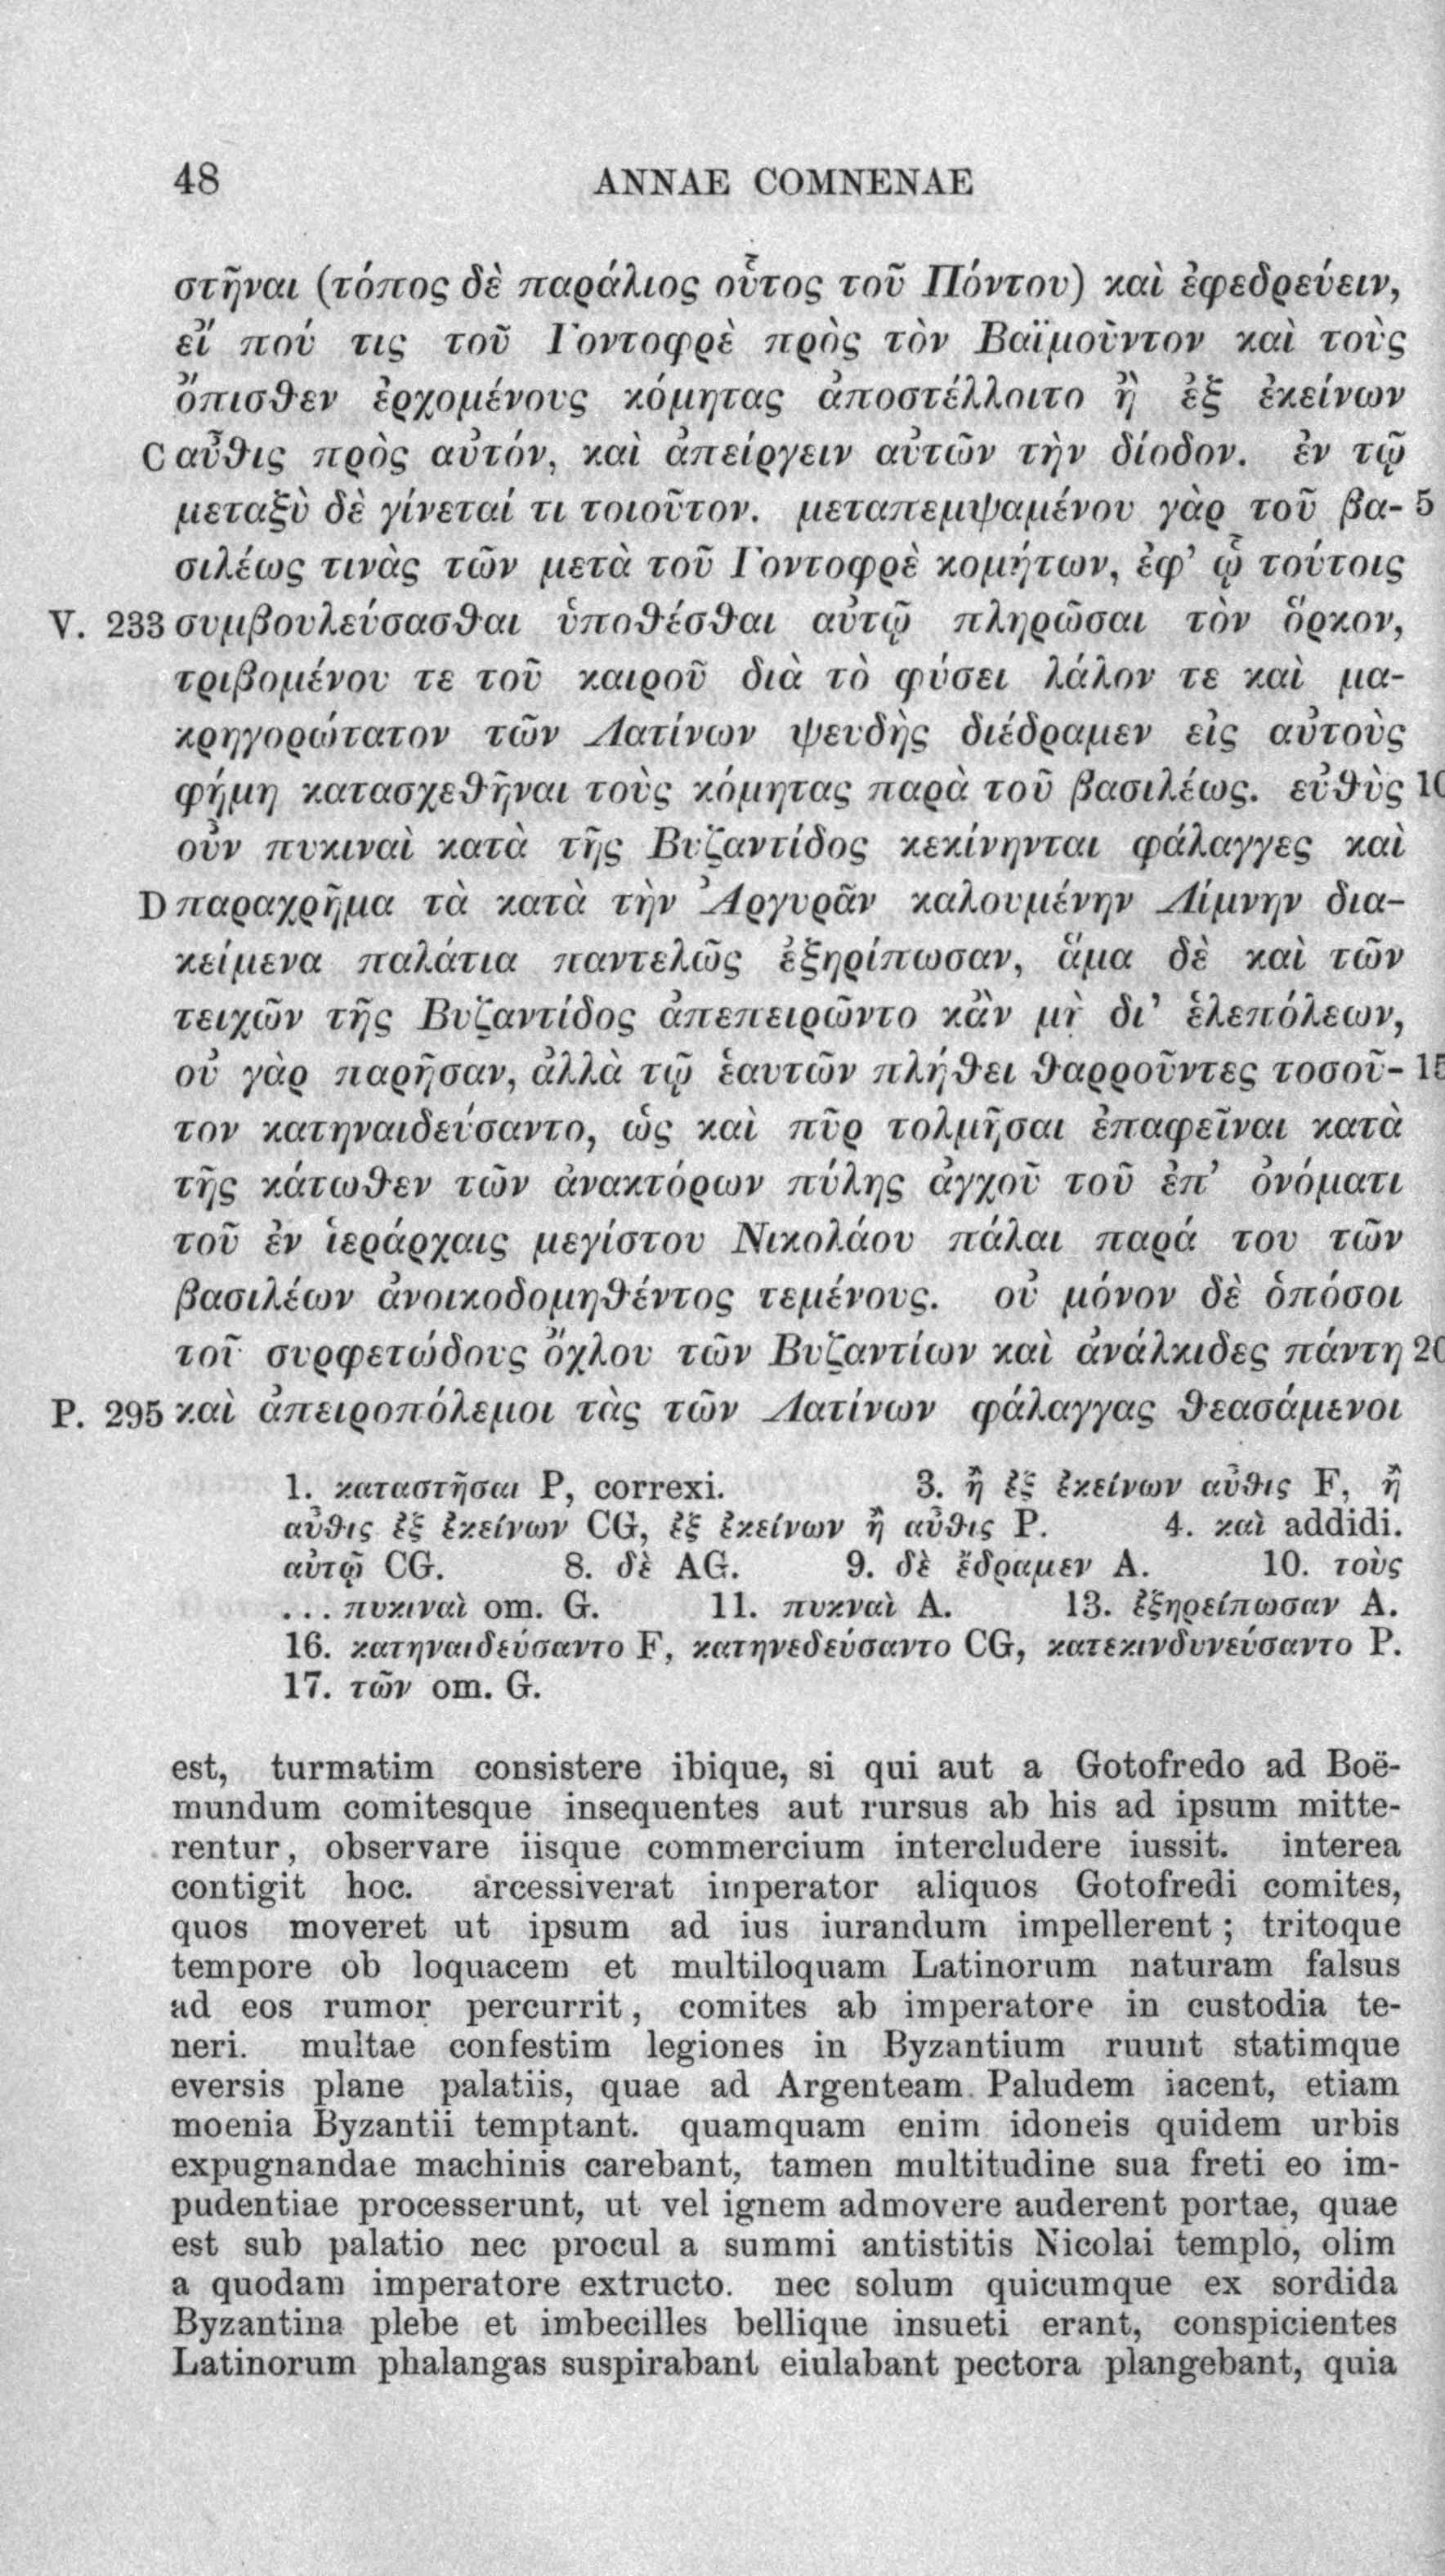 48 ANNAE COMNENAE
στῆναι (τόπος δὲ παράλιος οὗτος τοῦ Πόντου) καὶ ἐφεδρεύειν,
εἴ πού τις τοῦ Γοντοφρὲ πρὸς τὸν Βαϊμοῦντον καὶ τοὺς
ὄπισθεν ἐρχομένους κόμητας ἀποστέλλοιτο ἢ ἐξ ἐκείνων
C αὖθις πρὸς αὐτόν, καὶ ἀπείργειν αὐτῶν τὴν δίοδον. ἐν τῷ
μεταξὺ δὲ γίνεταί τι τοιοῦτον. μεταπεμψαμένου γὰρ τοῦ βα- 5
σιλέως τινὰς τῶν μετὰ τοῦ Γοντοφρὲ κομήτων, ἐφ' ᾧ τούτοις
V. 233 συμβουλεύσασθαι ὑποθέσθαι αὐτῷ πληρῶσαι τὸν ὅρκον,
τριβομένου τε τοῦ καιροῦ διὰ τὸ φύσει λάλον τε καὶ μα-
κρηγορώτατον τῶν Λατίνων ψευδὴς διέδραμεν εἰς αὐτοὺς
φήμη κατασχεθῆναι τοὺς κόμητας παρὰ τοῦ βασιλέως. εὐθὺς 10
οὖν πυκιναὶ κατὰ τῆς Βυζαντίδος κεκίνηνται φάλαγγες καὶ
D παραχρῆμα τὰ κατὰ τὴν Ἀργυρᾶν καλουμένην Λίμνην δια-
κείμενα παλάτια παντελῶς ἐξηρίπωσαν, ἅμα δὲ καὶ τῶν
τειχῶν τῆς Βυζαντίδος ἀπεπειρῶντο κἂν μὴ δι' ἑλεπόλεων,
οὐ γὰρ παρῆσαν, ἀλλὰ τῷ ἑαυτῶν πλήθει θαρροῦντες τοσοῦ- 15
τον κατηναιδεύσαντο, ὡς καὶ πῦρ τολμῆσαι ἐπαφεῖναι κατὰ
τῆς κάτωθεν τῶν ἀνακτόρων πύλης ἀγχοῦ τοῦ ἐπ' ὀνόματι
τοῦ ἐν ἱεράρχαις μεγίστου Νικολάου πάλαι παρά του τῶν
βασιλέων ἀνοικοδομηθέντος τεμένους. οὐ μόνον δὲ ὁπόσοι
τοῦ συρφετώδους ὄχλου τῶν Βυζαντίων καὶ ἀνάλκιδες πάντη 20
P. 295 καὶ ἀπειροπόλεμοι τὰς τῶν Λατίνων φάλαγγας θεασάμενοι
1. καταστῆσαι P, correxi. 3. ἢ ἐξ ἐκείνων αὖθις F, ἢ
αὖθις ἐξ ἐκείνων CG, ἐξ ἐκείνων ἢ αὖθις P. 4. καὶ addidi.
αὐτῷ CG. 8. δὲ AG. 9. δὲ ἔδραμεν A. 10. τοὺς
... πυκιναὶ om. G. 11. πυκναὶ A. 13. ἐξηρείπωσαν A.
16. κατηναιδεύσαντο F, κατηνεδεύσαντο CG, κατεκινδυνεύσαντο P.
17. τῶν om. G.
est, turmatim consistere ibique, si qui aut a Gotofredo ad Boë-
mundum comitesque insequentes aut rursus ab his ad ipsum mitte-
rentur, observare iisque commercium intercludere iussit. interea
contigit hoc. arcessiverat imperator aliquos Gotofredi comites,
quos moveret ut ipsum ad ius iurandum impellerent; tritoque
tempore ob loquacem et multiloquam Latinorum naturam falsus
ad eos rumor percurrit, comites ab imperatore in custodia te-
neri. multae confestim legiones in Byzantium ruunt statimque
eversis plane palatiis, quae ad Argenteam Paludem iacent, etiam
moenia Byzantii temptant. quamquam enim idoneis quidem urbis
expugnandae machinis carebant, tamen multitudine sua freti eo im-
pudentiae processerunt, ut vel ignem admovere auderent portae, quae
est sub palatio nec procul a summi antistitis Nicolai templo, olim
a quodam imperatore extructo. nec solum quicumque ex sordida
Byzantina plebe et imbecilles bellique insueti erant, conspicientes
Latinorum phalangas suspirabant eiulabant pectora plangebant, quia